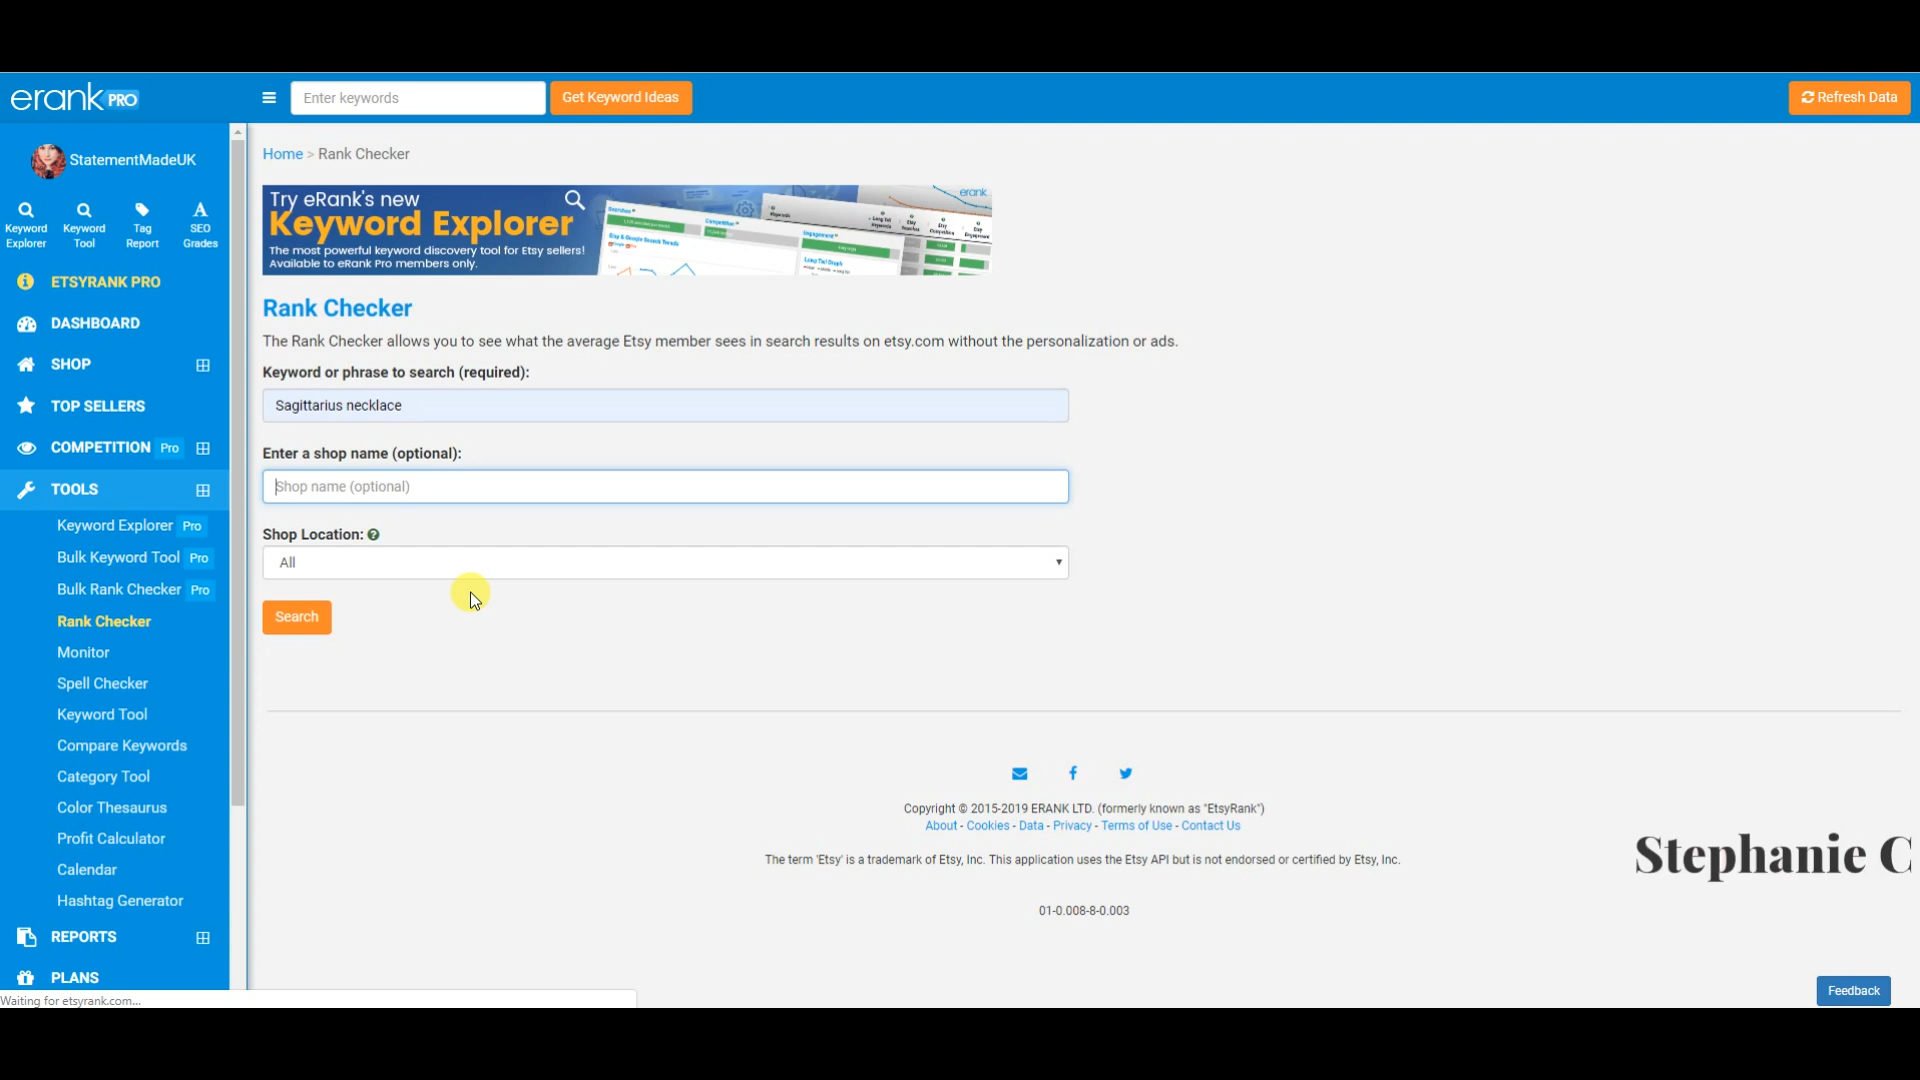 erank PRO
Enter keywords
Get Keyword Ideas
Refresh Data
StatementMadeUK
Keyword Explorer
Keyword Tool
Tag Report
SEO Grades
ETSYRANK PRO
DASHBOARD
SHOP
TOP SELLERS
COMPETITION Pro
TOOLS
Keyword Explorer Pro
Bulk Keyword Tool Pro
Bulk Rank Checker Pro
Rank Checker
Monitor
Spell Checker
Keyword Tool
Compare Keywords
Category Tool
Color Thesaurus
Profit Calculator
Calendar
Hashtag Generator
REPORTS
PLANS
Waiting for etsyrank.com...
Home > Rank Checker
Try eRank's new
Keyword Explorer
The most powerful keyword discovery tool for Etsy sellers!
Available to eRank Pro members only.
erank
Rank Checker
The Rank Checker allows you to see what the average Etsy member sees in search results on etsy.com without the personalization or ads.
Keyword or phrase to search (required):
Sagittarius necklace
Enter a shop name (optional):
Shop name (optional)
Shop Location:
All
Search
Copyright © 2015-2019 ERANK LTD. (formerly known as "EtsyRank")
About - Cookies - Data - Privacy - Terms of Use - Contact Us
The term 'Etsy' is a trademark of Etsy, Inc. This application uses the Etsy API but is not endorsed or certified by Etsy, Inc.
01-0.008-8-0.003
Stephanie C
Feedback